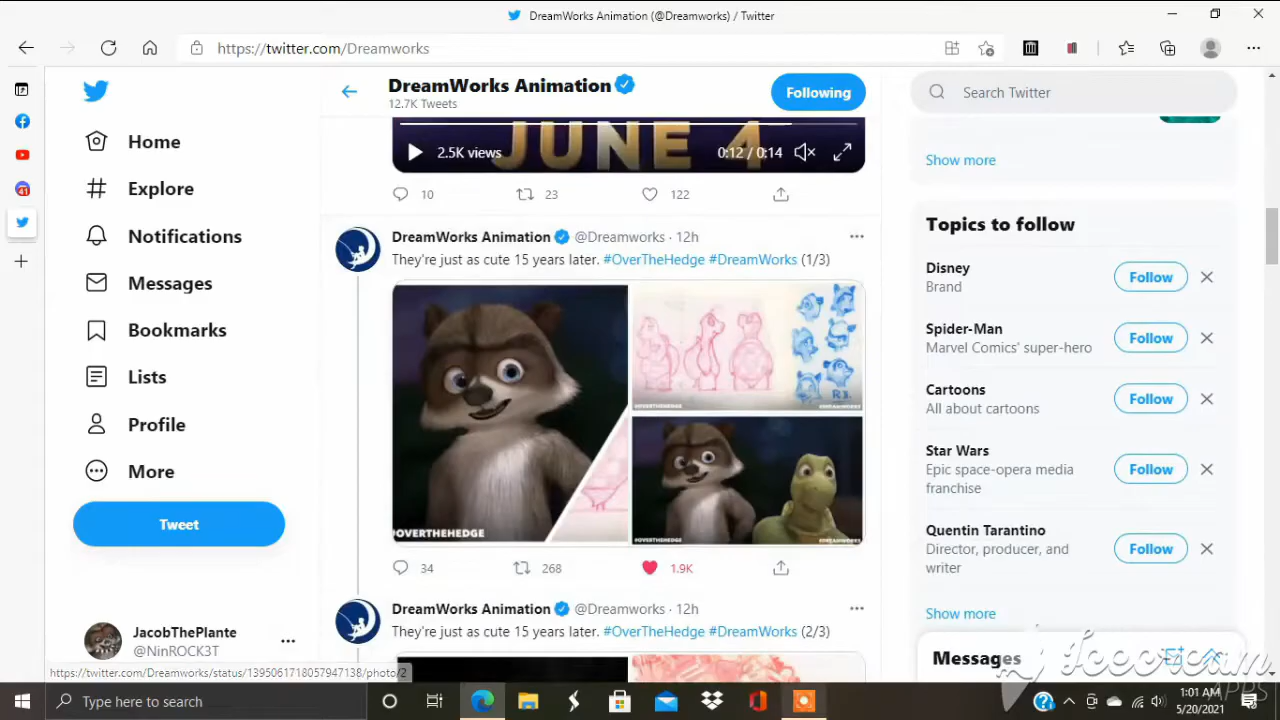 DreamWorks Animation (@Dreamworks) / Twitter
https://twitter.com/Dreamworks
DreamWorks Animation
12.7K Tweets
Following
Search Twitter
Home
Explore
Notifications
Messages
Bookmarks
Lists
Profile
More
Tweet
JacobThePlante
@NinROCK3T
https://twitter.com/Dreamworks/status/1395061718057947138/photo/2
JUNE 4
2.5K views
0:12 / 0:14
10 23 122
DreamWorks Animation @Dreamworks · 12h
They're just as cute 15 years later. #OverTheHedge #DreamWorks (1/3)
#OVERTHEHEDGE
#OVERTHEHEDGE
#DREAMWORKS
#OVERTHEHEDGE
#DREAMWORKS
34 268 1.9K
DreamWorks Animation @Dreamworks · 12h
They're just as cute 15 years later. #OverTheHedge #DreamWorks (2/3)
Show more
Topics to follow
Disney
Brand
Follow
Spider-Man
Marvel Comics' super-hero
Follow
Cartoons
All about cartoons
Follow
Star Wars
Epic space-opera media
franchise
Follow
Quentin Tarantino
Director, producer, and
writer
Follow
Show more
Messages
APPS
41
Type here to search
1:01 AM
5/20/2021